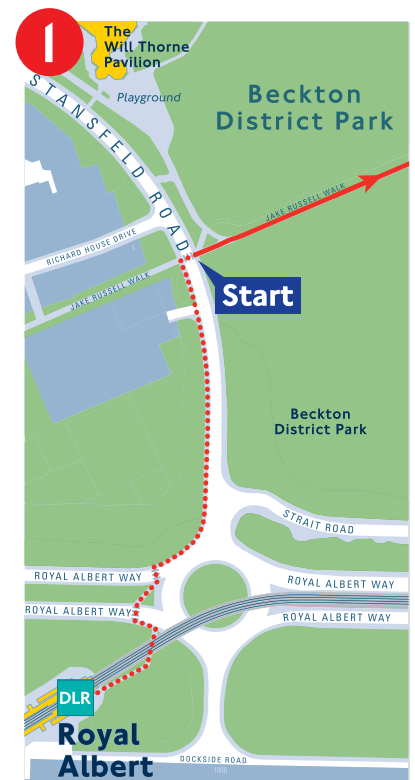 1
The
Will Thorne
Pavilion
Playground
Beckton
District Park
STANSFELD ROAD
JAKE RUSSELL WALK
RICHARD HOUSE DRIVE
JAKE RUSSELL WALK
Start
Beckton
District Park
STRAIT ROAD
ROYAL ALBERT WAY
ROYAL ALBERT WAY
ROYAL ALBERT WAY
ROYAL ALBERT WAY
DLR
Royal
Albert
DOCKSIDE ROAD
1020